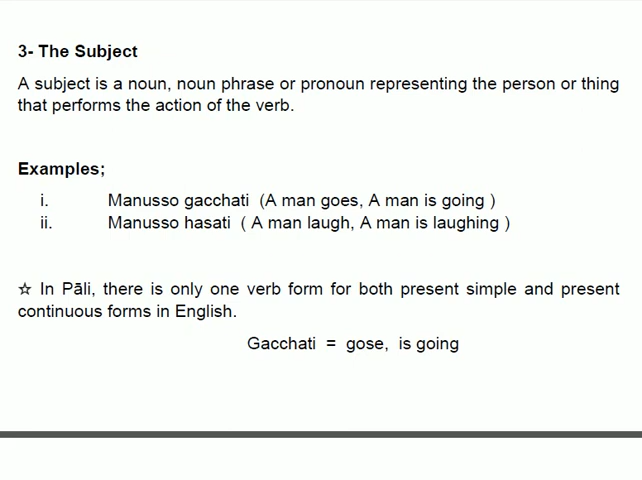 3- The Subject
A subject is a noun, noun phrase or pronoun representing the person or thing
that performs the action of the verb.
Examples;
i. Manusso gacchati (A man goes, A man is going )
ii. Manusso hasati ( A man laugh, A man is laughing )
☆ In Pāli, there is only one verb form for both present simple and present
continuous forms in English.
Gacchati = gose, is going